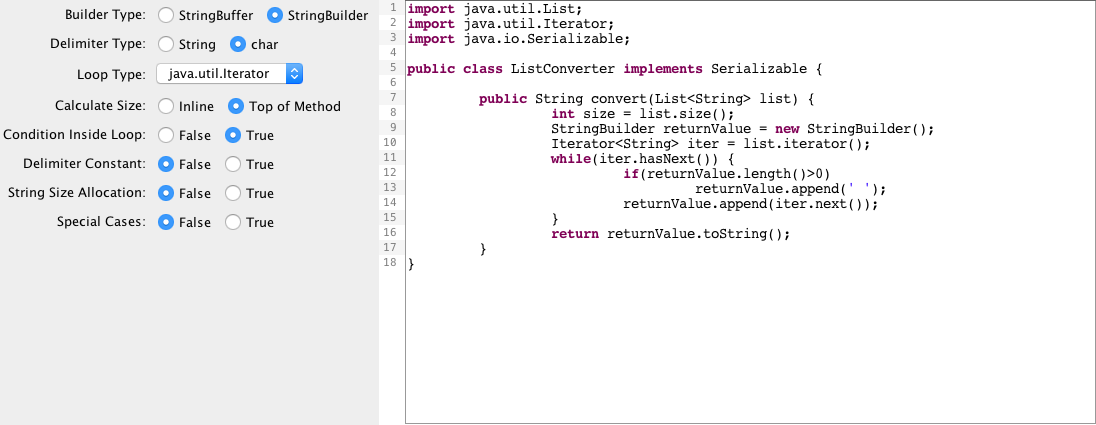 Builder Type: StringBuffer StringBuilder
Delimiter Type: String char
Loop Type: java.util.Iterator
Calculate Size: Inline Top of Method
Condition Inside Loop: False True
Delimiter Constant: False True
String Size Allocation: False True
Special Cases: False True
1 import java.util.List;
2 import java.util.Iterator;
3 import java.io.Serializable;
4
5 public class ListConverter implements Serializable {
6
7 public String convert(List<String> list) {
8 int size = list.size();
9 StringBuilder returnValue = new StringBuilder();
10 Iterator<String> iter = list.iterator();
11 while(iter.hasNext()) {
12 if(returnValue.length()>0)
13 returnValue.append(' ');
14 returnValue.append(iter.next());
15 }
16 return returnValue.toString();
17 }
18 }